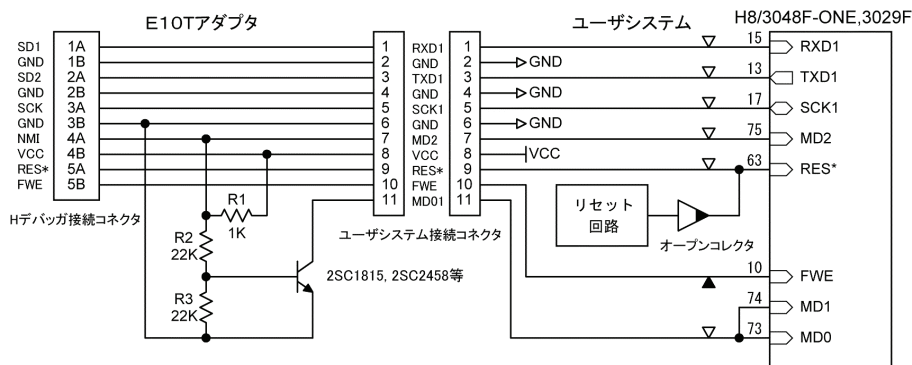 E10Tアダプタ
ユーザシステム
H8/3048F-ONE,3029F
SD1 1A
GND 1B
SD2 2A
GND 2B
SCK 3A
GND 3B
NMI 4A
VCC 4B
RES* 5A
FWE 5B
Hデバッガ接続コネクタ
R1
1K
R2
22K
R3
22K
2SC1815, 2SC2458等
1 RXD1 1
2 GND 2 GND
3 TXD1 3
4 GND 4 GND
5 SCK1 5
6 GND 6 GND
7 MD2 7
8 VCC 8 VCC
9 RES* 9
10 FWE 10
11 MD01 11
ユーザシステム接続コネクタ
リセット
回路
オープンコレクタ
15 RXD1
13 TXD1
17 SCK1
75 MD2
63 RES*
10 FWE
74 MD1
73 MD0